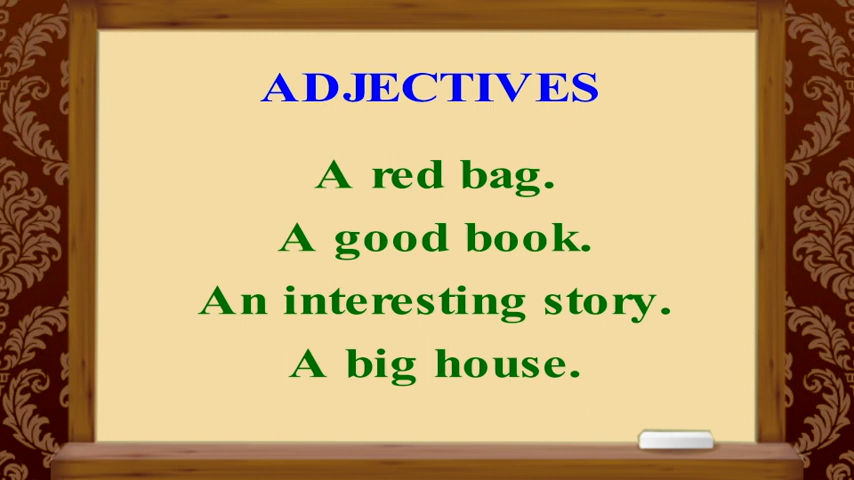 ADJECTIVES
A red bag.
A good book.
An interesting story.
A big house.